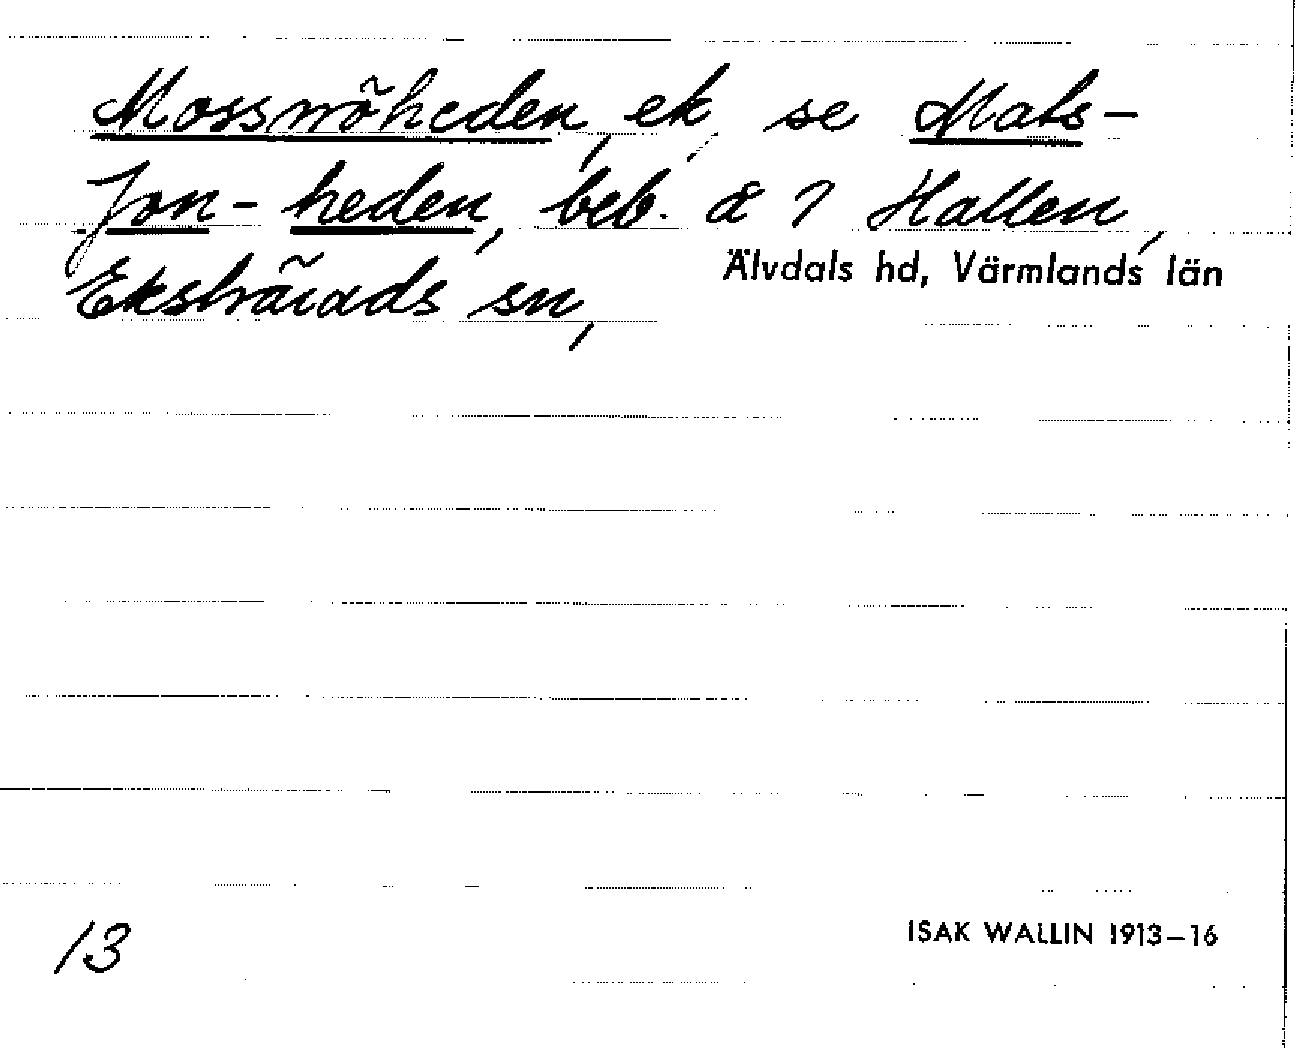 Mossmöheden, ek, se Mats-
Jon-heden, beb. å 7 Hallen,
Ekshärads sn, Älvdals hd, Värmlands län
13
ISAK WALLIN 1913–16